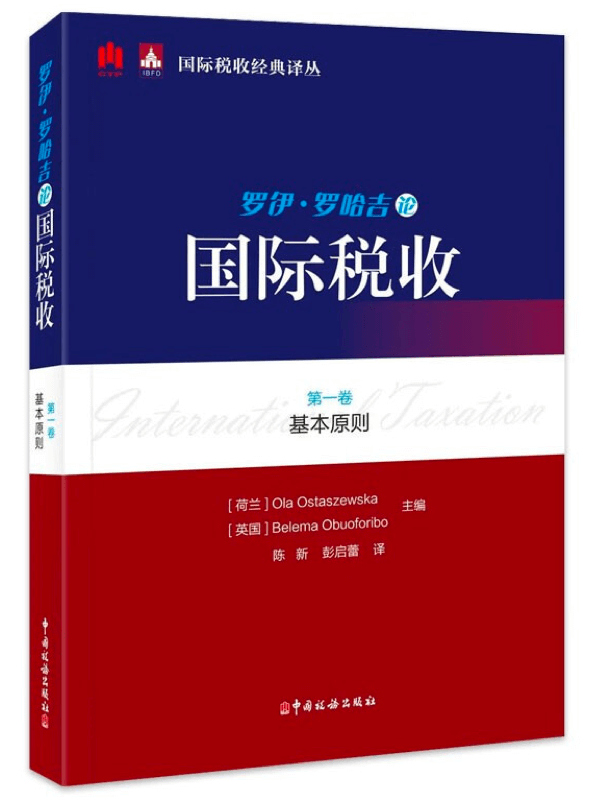 IBFD
国际税收经典译丛
罗伊·罗哈吉论
国际税收
International Taxation
第一卷
基本原则
[荷兰]Ola Ostaszewska
[英国]Belema Obuoforibo
主编
陈 新 彭启蕾 译
中国税务出版社
罗伊·罗哈吉论国际税收
第一卷
基本原则
中国税务出版社